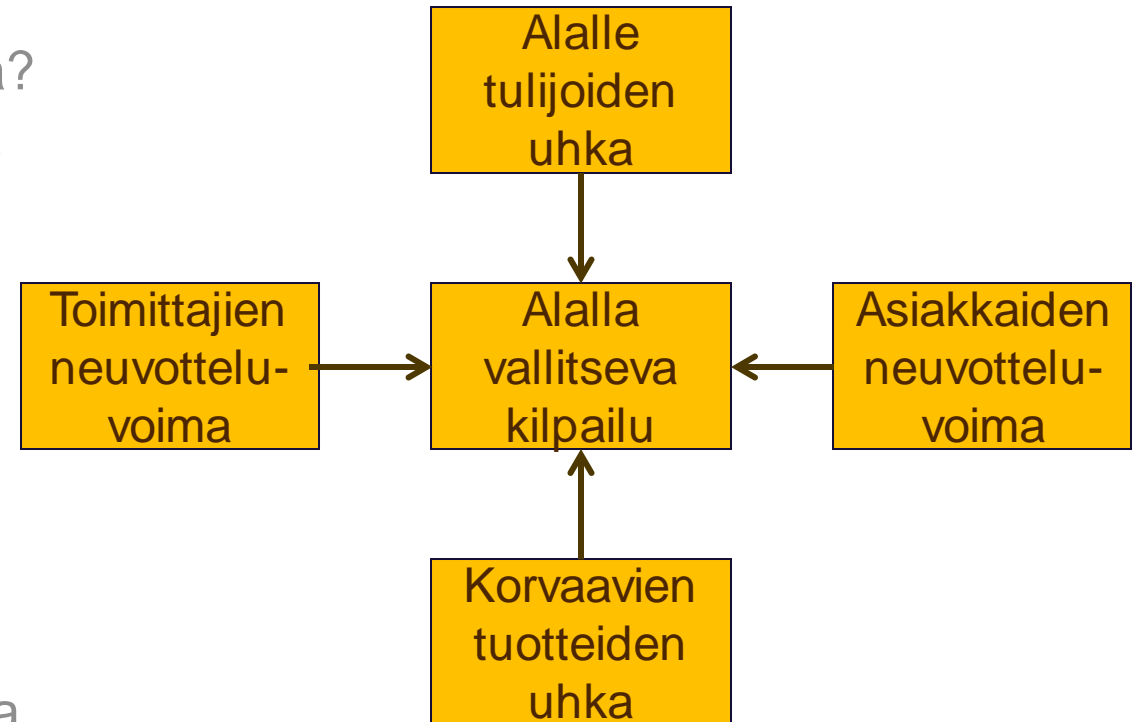 Alalle
tulijoiden
uhka
Toimittajien
neuvottelu-
voima
Alalla
vallitseva
kilpailu
Asiakkaiden
neuvottelu-
voima
Korvaavien
tuotteiden
uhka